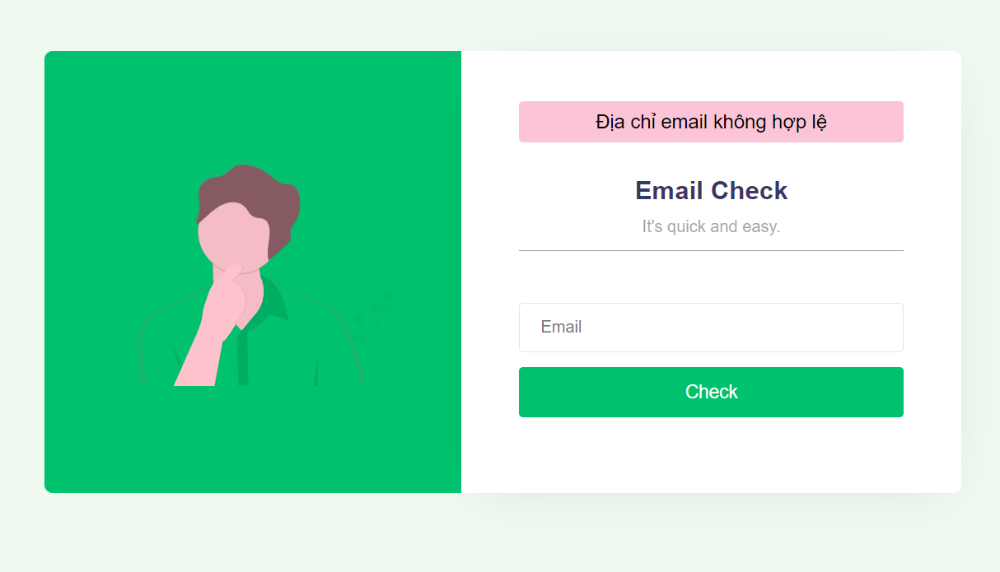 Địa chỉ email không hợp lệ
Email Check
It's quick and easy.
Email
Check